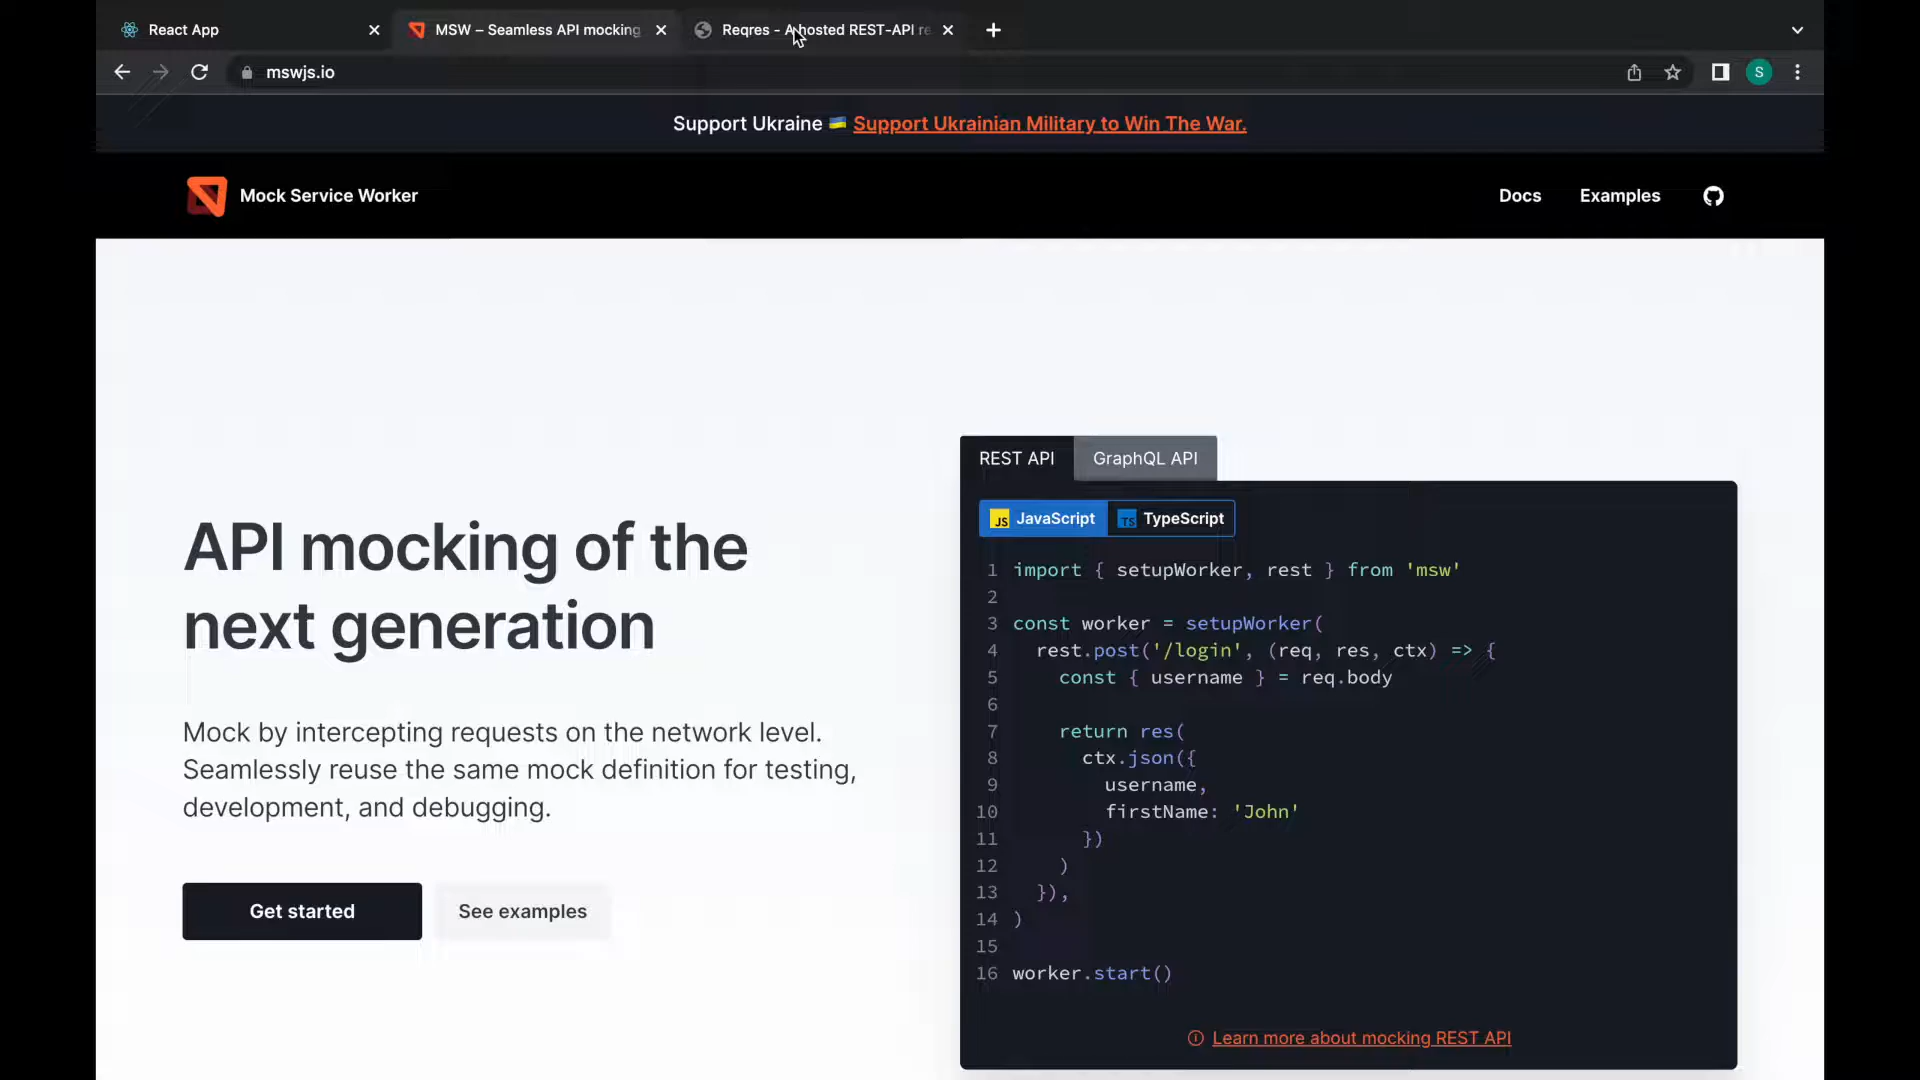 React App
MSW – Seamless API mocking
Reqres - A hosted REST-API re
mswjs.io
S
Support Ukraine 🇺🇦 Support Ukrainian Military to Win The War.
Mock Service Worker
Docs
Examples
REST API
GraphQL API
JS JavaScript
TS TypeScript
API mocking of the
next generation
Mock by intercepting requests on the network level.
Seamlessly reuse the same mock definition for testing,
development, and debugging.
Get started
See examples
1 import { setupWorker, rest } from 'msw'
2
3 const worker = setupWorker(
4 rest.post('/login', (req, res, ctx) => {
5 const { username } = req.body
6
7 return res(
8 ctx.json({
9 username,
10 firstName: 'John'
11 })
12 )
13 }),
14 )
15
16 worker.start()
Learn more about mocking REST API